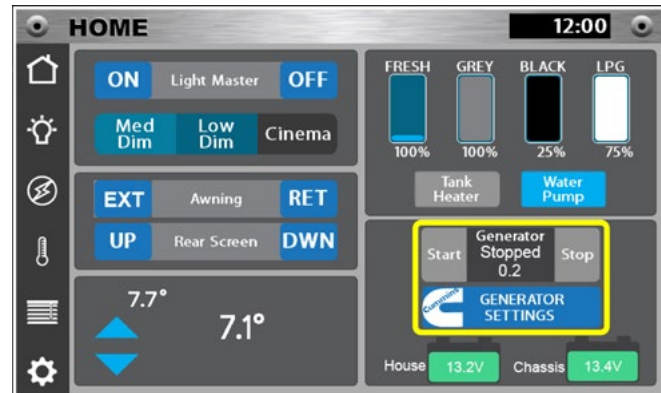 HOME
12:00
ON Light Master OFF
Med Dim
Low Dim
Cinema
EXT Awning RET
UP Rear Screen DWN
7.7°
7.1°
FRESH GREY BLACK LPG
100% 100% 25% 75%
Tank Heater
Water Pump
Start
Generator
Stopped
0.2
Stop
Cummins
GENERATOR
SETTINGS
House 13.2V Chassis 13.4V